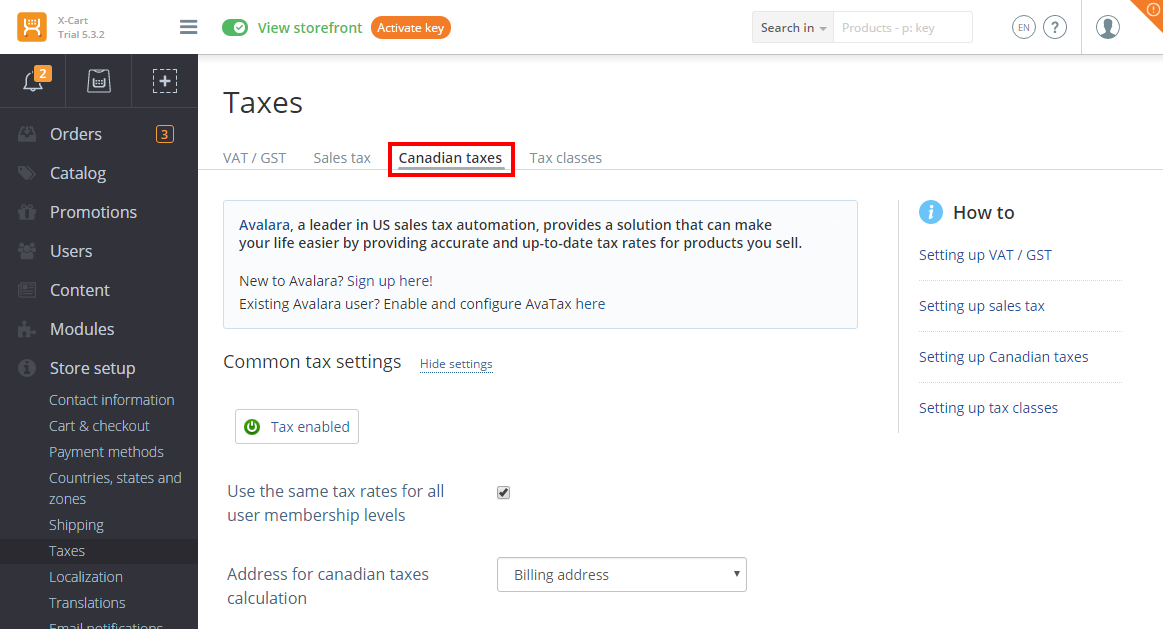 X-Cart
Trial 5.3.2
View storefront
Activate key
Search in
Products - p: key
EN
?
2
Orders
3
Catalog
Promotions
Users
Content
Modules
Store setup
Contact information
Cart & checkout
Payment methods
Countries, states and
zones
Shipping
Taxes
Localization
Translations
Email notifications
Taxes
VAT / GST
Sales tax
Canadian taxes
Tax classes
Avalara, a leader in US sales tax automation, provides a solution that can make
your life easier by providing accurate and up-to-date tax rates for products you sell.
New to Avalara? Sign up here!
Existing Avalara user? Enable and configure AvaTax here
Common tax settings
Hide settings
Tax enabled
Use the same tax rates for all
user membership levels
Address for canadian taxes
calculation
Billing address
How to
Setting up VAT / GST
Setting up sales tax
Setting up Canadian taxes
Setting up tax classes